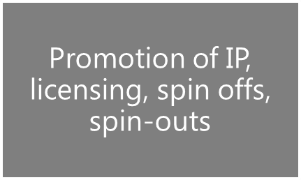 Promotion of IP,
licensing, spin offs,
spin-outs